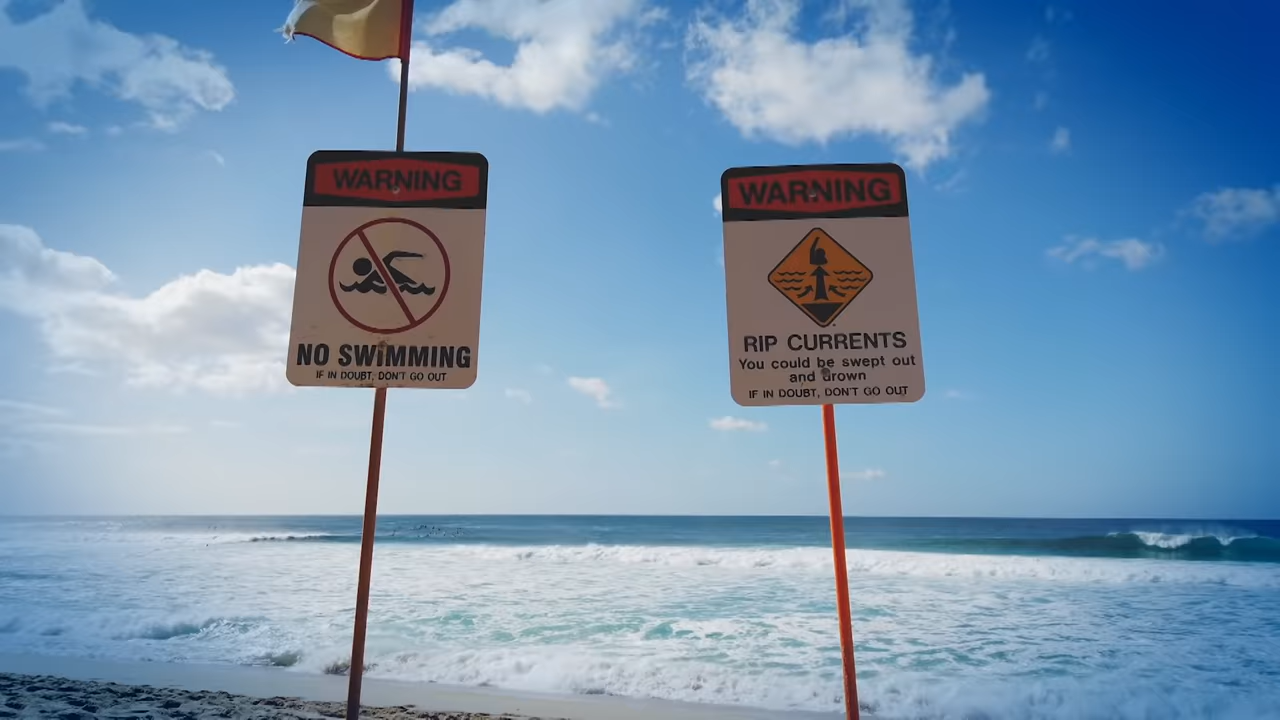 WARNING
NO SWIMMING
IF IN DOUBT, DON'T GO OUT
WARNING
RIP CURRENTS
You could be swept out
and drown
IF IN DOUBT, DON'T GO OUT